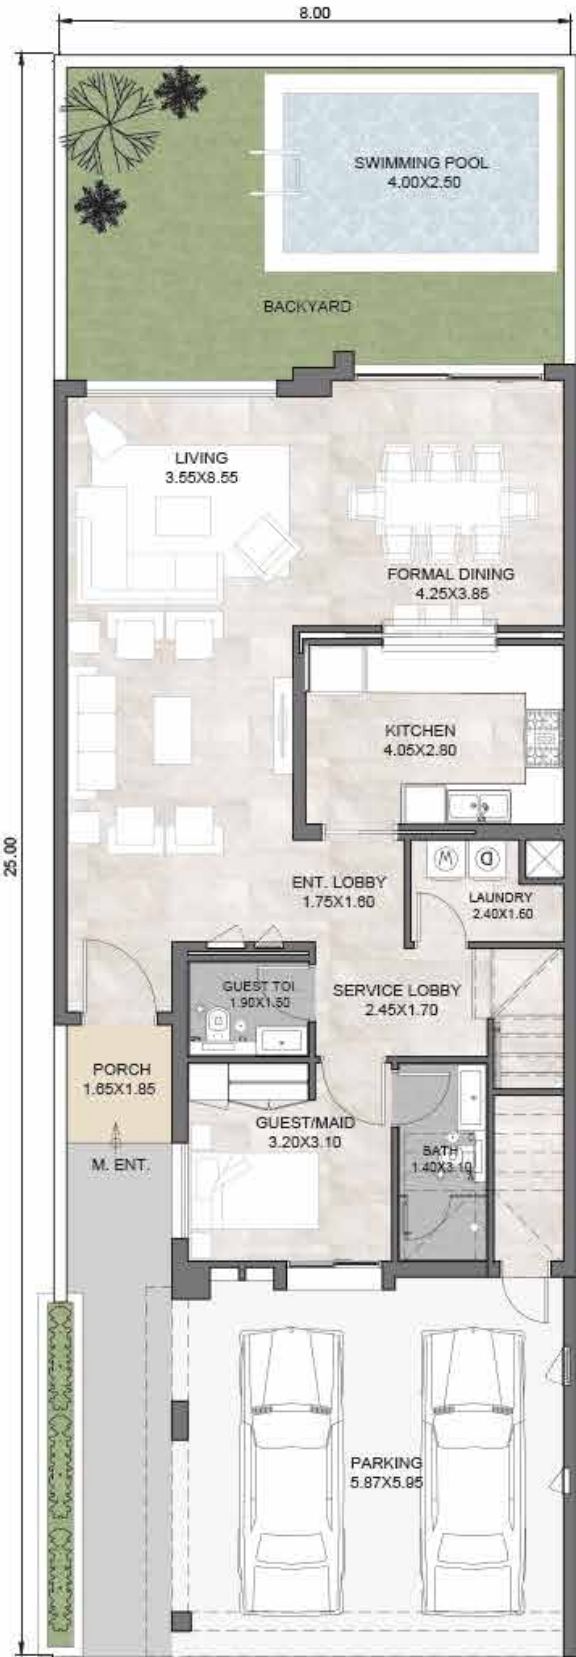 8.00
SWIMMING POOL
4.00X2.50
BACKYARD
LIVING
3.55X8.55
FORMAL DINING
4.25X3.85
KITCHEN
4.05X2.80
25.00
W
D
ENT. LOBBY
1.75X1.60
LAUNDRY
2.40X1.60
GUEST TOI
1.90X1.50
SERVICE LOBBY
2.45X1.70
PORCH
1.65X1.85
GUEST/MAID
3.20X3.10
BATH
1.40X3.10
M. ENT.
PARKING
5.87X5.95